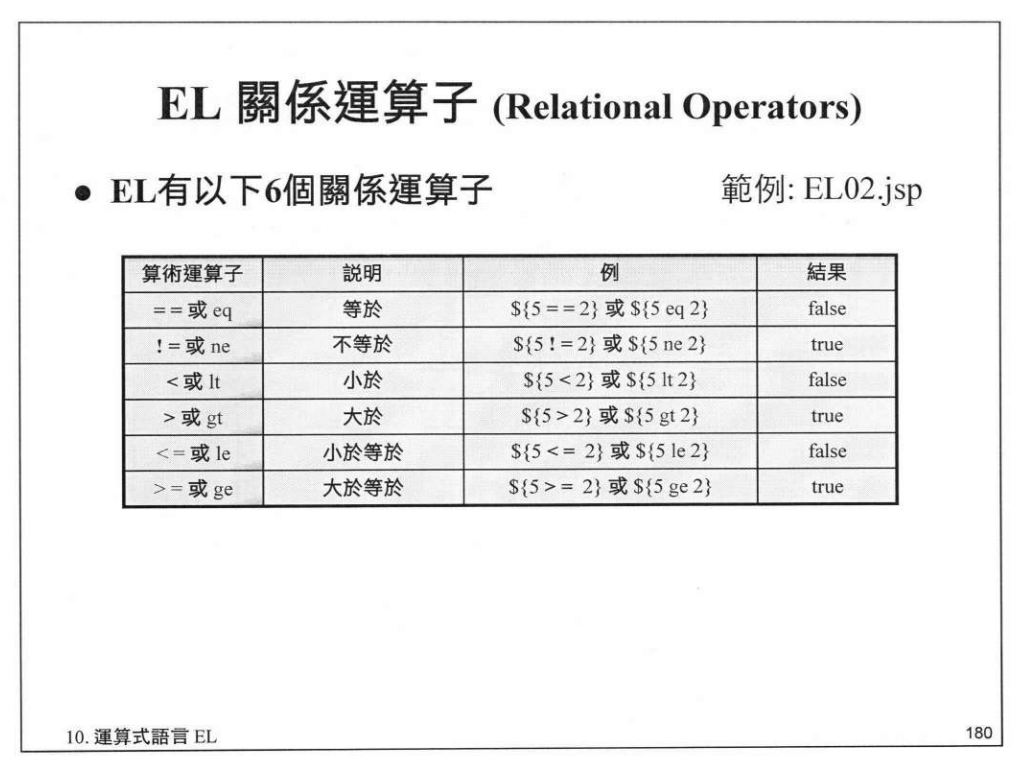 EL 關係運算子 (Relational Operators)
● EL有以下6個關係運算子 範例: EL02.jsp
算術運算子 說明 例 結果
= = 或 eq 等於 ${5 = = 2} 或 ${5 eq 2} false
! = 或 ne 不等於 ${5 ! = 2} 或 ${5 ne 2} true
< 或 lt 小於 ${5 < 2} 或 ${5 lt 2} false
> 或 gt 大於 ${5 > 2} 或 ${5 gt 2} true
< = 或 le 小於等於 ${5 < = 2} 或 ${5 le 2} false
> = 或 ge 大於等於 ${5 > = 2} 或 ${5 ge 2} true
10. 運算式語言 EL 180